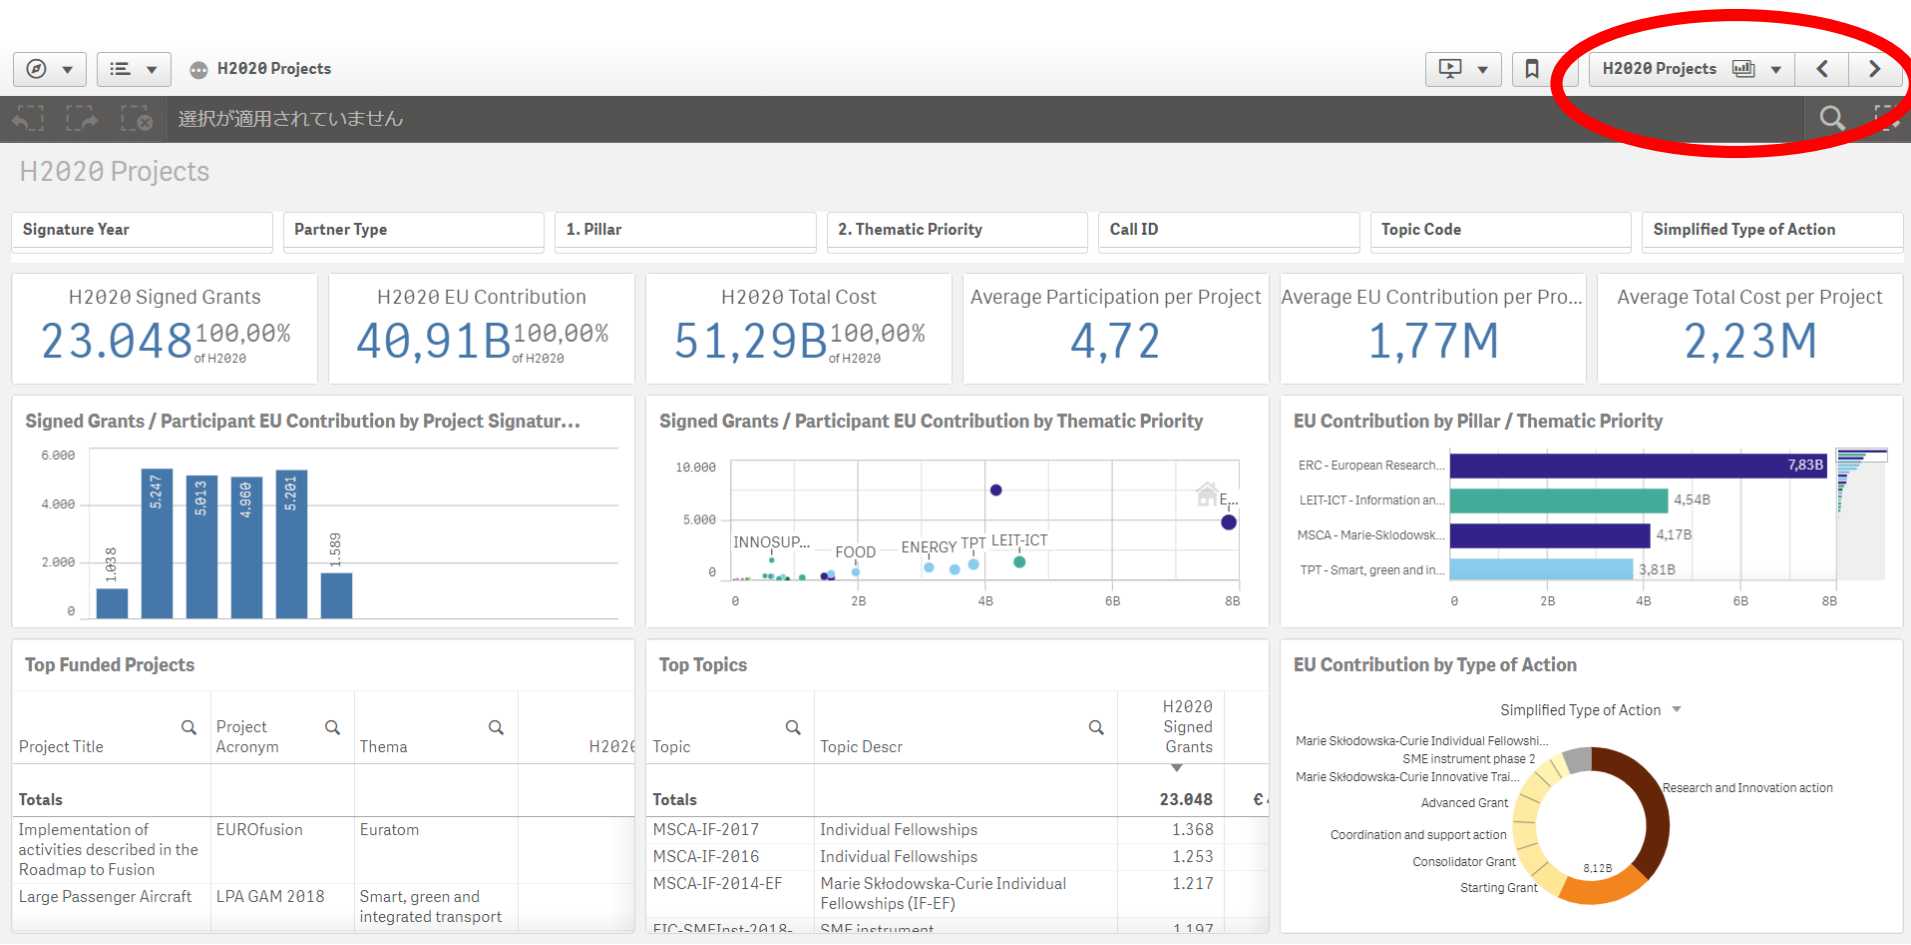 H2020 Projects
H2020 Projects
選択が適用されていません
H2020 Projects
Signature Year
Partner Type
1. Pillar
2. Thematic Priority
Call ID
Topic Code
Simplified Type of Action
H2020 Signed Grants
23.048 100,00%
of H2020
H2020 EU Contribution
40,91B 100,00%
of H2020
H2020 Total Cost
51,29B 100,00%
of H2020
Average Participation per Project
4,72
Average EU Contribution per Pro...
1,77M
Average Total Cost per Project
2,23M
Signed Grants / Participant EU Contribution by Project Signatur...
6.000
4.000
2.000
0
1.038
5.247
5.013
4.960
5.201
1.589
Signed Grants / Participant EU Contribution by Thematic Priority
10.000
5.000
0
INNOSUP...
FOOD
ENERGY
TPT
LEIT-ICT
E...
0
2B
4B
6B
8B
EU Contribution by Pillar / Thematic Priority
ERC - European Research... 7,83B
LEIT-ICT - Information an... 4,54B
MSCA - Marie-Sklodowsk... 4,17B
TPT - Smart, green and in... 3,81B
0
2B
4B
6B
8B
Top Funded Projects
Project Title
Project
Acronym
Thema
H202
Totals
Implementation of
activities described in the
Roadmap to Fusion
EUROfusion
Euratom
Large Passenger Aircraft
LPA GAM 2018
Smart, green and
integrated transport
Top Topics
Topic
Topic Descr
H2020
Signed
Grants
Totals
23.048
€
MSCA-IF-2017
Individual Fellowships
1.368
MSCA-IF-2016
Individual Fellowships
1.253
MSCA-IF-2014-EF
Marie Skłodowska-Curie Individual
Fellowships (IF-EF)
1.217
EIC-SMEInst-2018-
SME instrument
1.197
EU Contribution by Type of Action
Simplified Type of Action
Marie Skłodowska-Curie Individual Fellowshi...
SME instrument phase 2
Marie Skłodowska-Curie Innovative Trai...
Advanced Grant
Coordination and support action
Consolidator Grant
Starting Grant
Research and Innovation action
8,12B